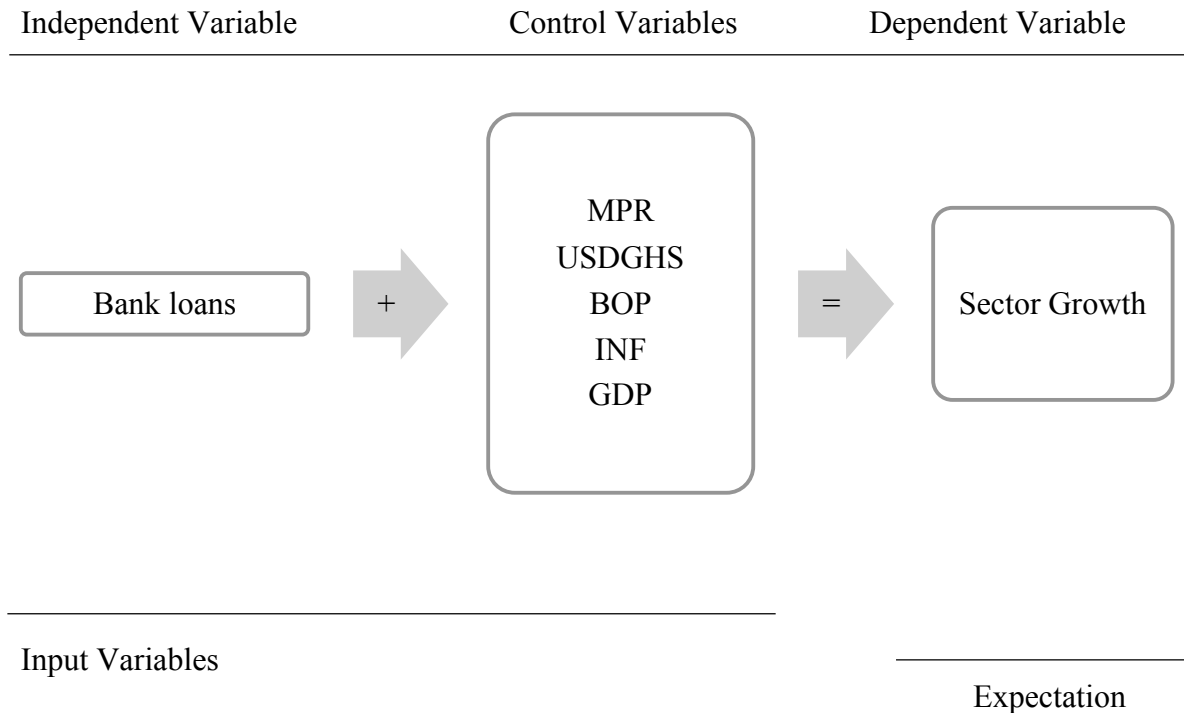 Independent Variable
Control Variables
Dependent Variable
Bank loans
+
MPR
USDGHS
BOP
INF
GDP
=
Sector Growth
Input Variables
Expectation